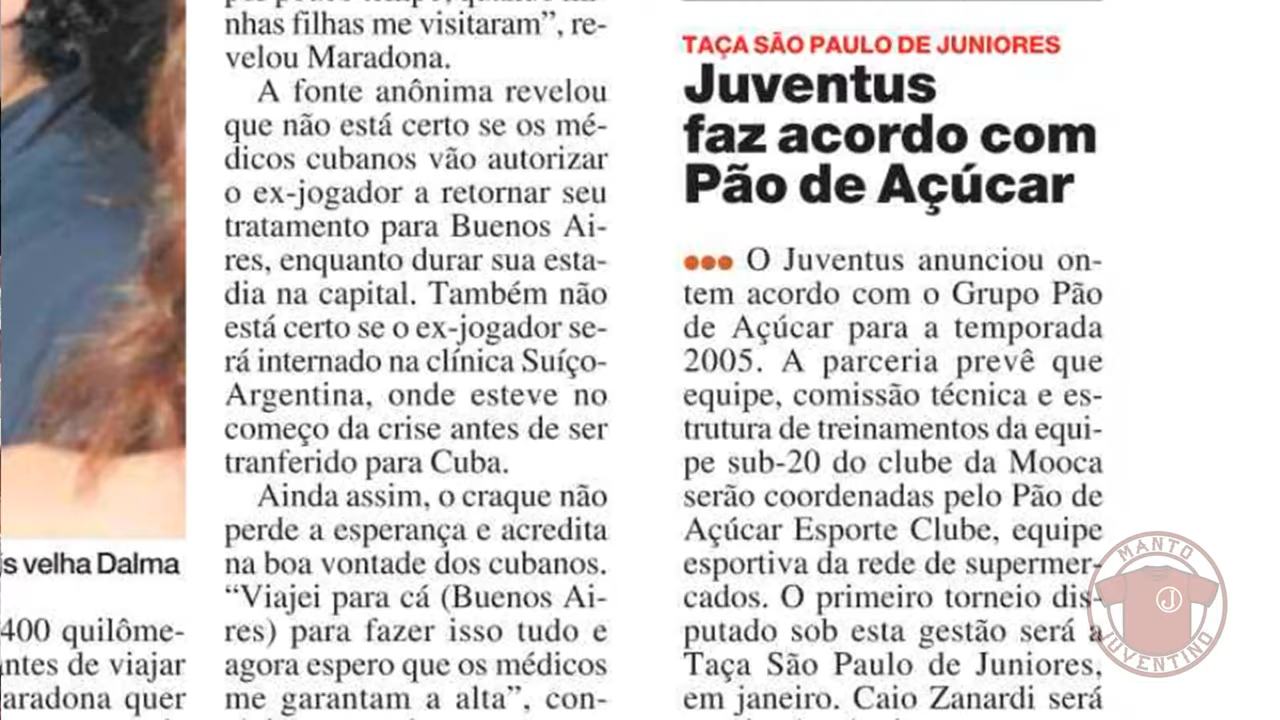 s velha Dalma
400 quilôme-
ntes de viajar
aradona quer
nhas filhas me visitaram”, re-
velou Maradona.
A fonte anônima revelou
que não está certo se os mé-
dicos cubanos vão autorizar
o ex-jogador a retornar seu
tratamento para Buenos Ai-
res, enquanto durar sua esta-
dia na capital. Também não
está certo se o ex-jogador se-
rá internado na clínica Suíço-
Argentina, onde esteve no
começo da crise antes de ser
tranferido para Cuba.
Ainda assim, o craque não
perde a esperança e acredita
na boa vontade dos cubanos.
“Viajei para cá (Buenos Ai-
res) para fazer isso tudo e
agora espero que os médicos
me garantam a alta”, con-
TAÇA SÃO PAULO DE JUNIORES
Juventus
faz acordo com
Pão de Açúcar
●●● O Juventus anunciou on-
tem acordo com o Grupo Pão
de Açúcar para a temporada
2005. A parceria prevê que
equipe, comissão técnica e es-
trutura de treinamentos da equi-
pe sub-20 do clube da Mooca
serão coordenadas pelo Pão de
Açúcar Esporte Clube, equipe
esportiva da rede de supermer-
cados. O primeiro torneio dis-
putado sob esta gestão será a
Taça São Paulo de Juniores,
em janeiro. Caio Zanardi será
MANTO
J
JUVENTINO